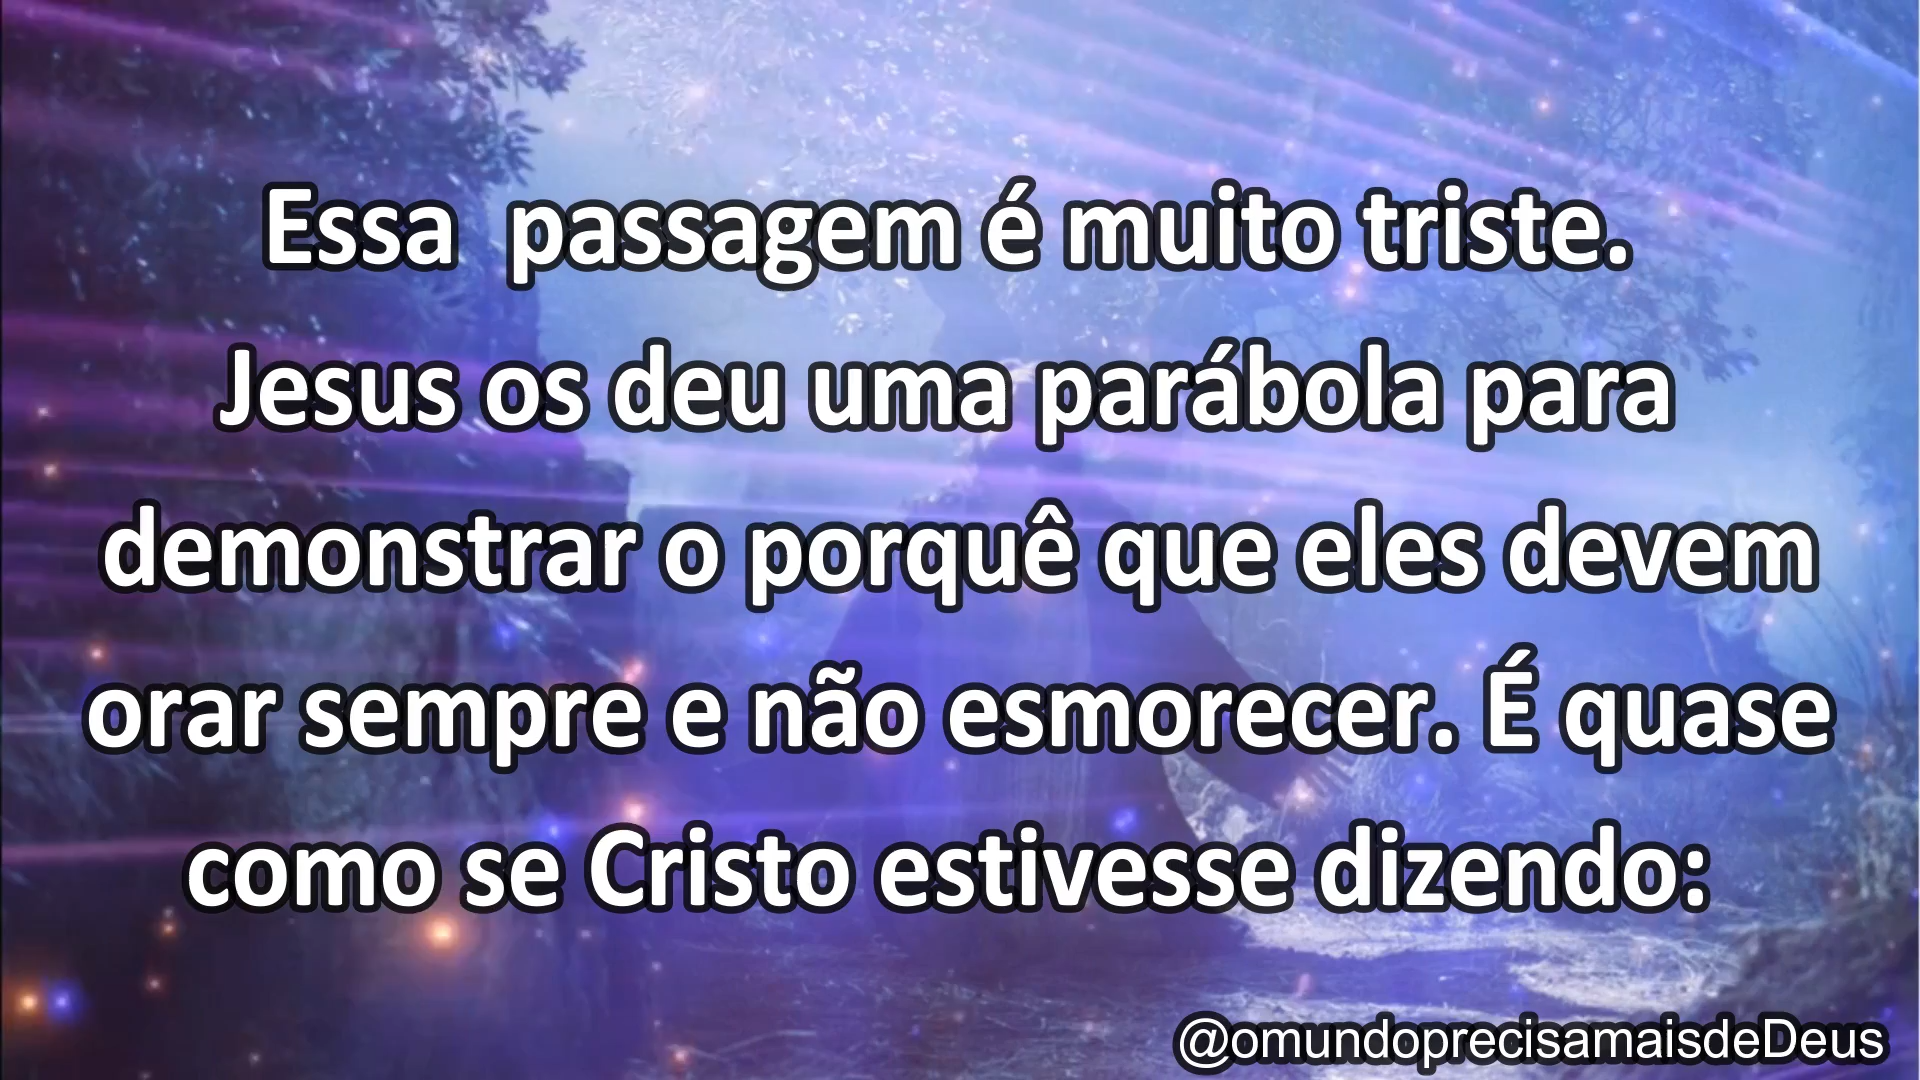 Essa  passagem é muito triste.
Jesus os deu uma parábola para
demonstrar o porquê que eles devem
orar sempre e não esmorecer. É quase
como se Cristo estivesse dizendo:
@omundoprecisamaisdeDeus